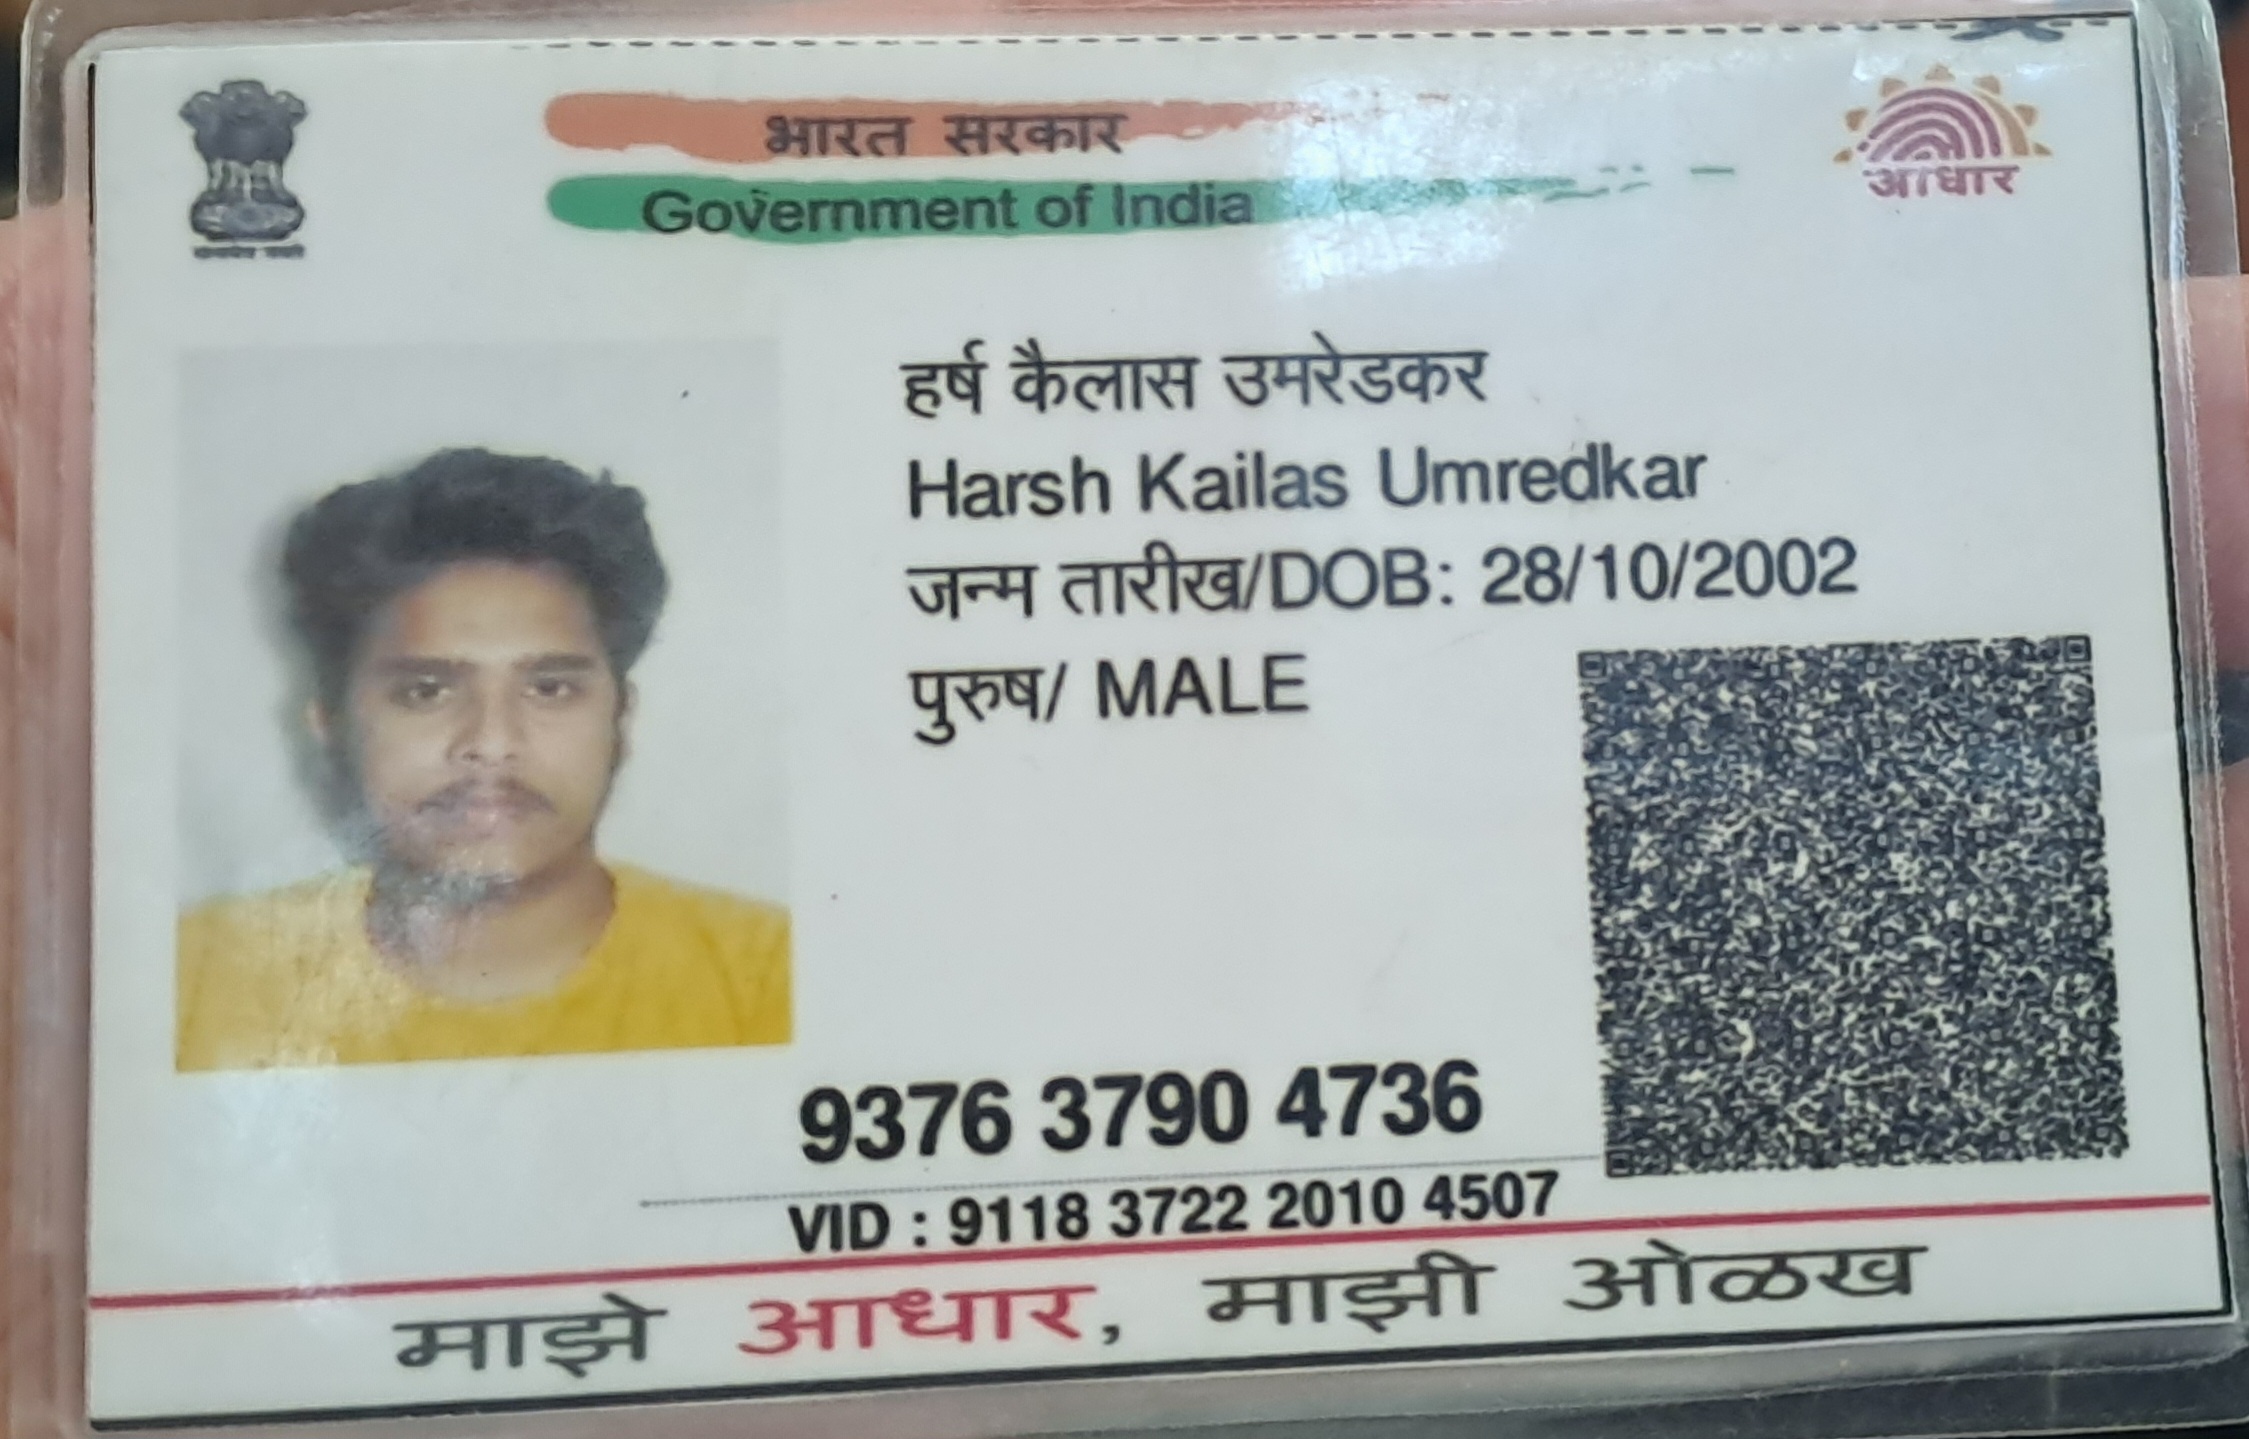 भारत सरकार
Government of India
आधार
हर्ष कैलास उमरेडकर
Harsh Kailas Umredkar
जन्म तारीख/DOB: 28/10/2002
पुरुष/ MALE
9376 3790 4736
VID : 9118 3722 2010 4507
माझे आधार, माझी ओळख